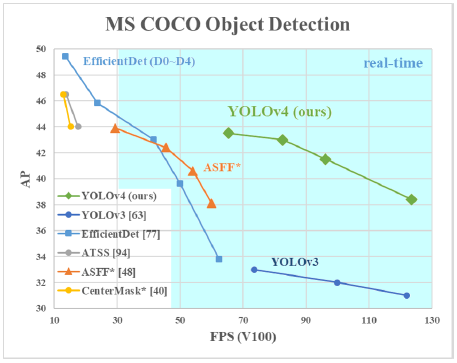 MS COCO Object Detection
50
48
46
44
42
40
38
36
34
32
30
AP
EfficientDet (D0~D4)
real-time
YOLOv4 (ours)
ASFF*
YOLOv3
YOLOv4 (ours)
YOLOv3 [63]
EfficientDet [77]
ATSS [94]
ASFF* [48]
CenterMask* [40]
10 30 50 70 90 110 130
FPS (V100)